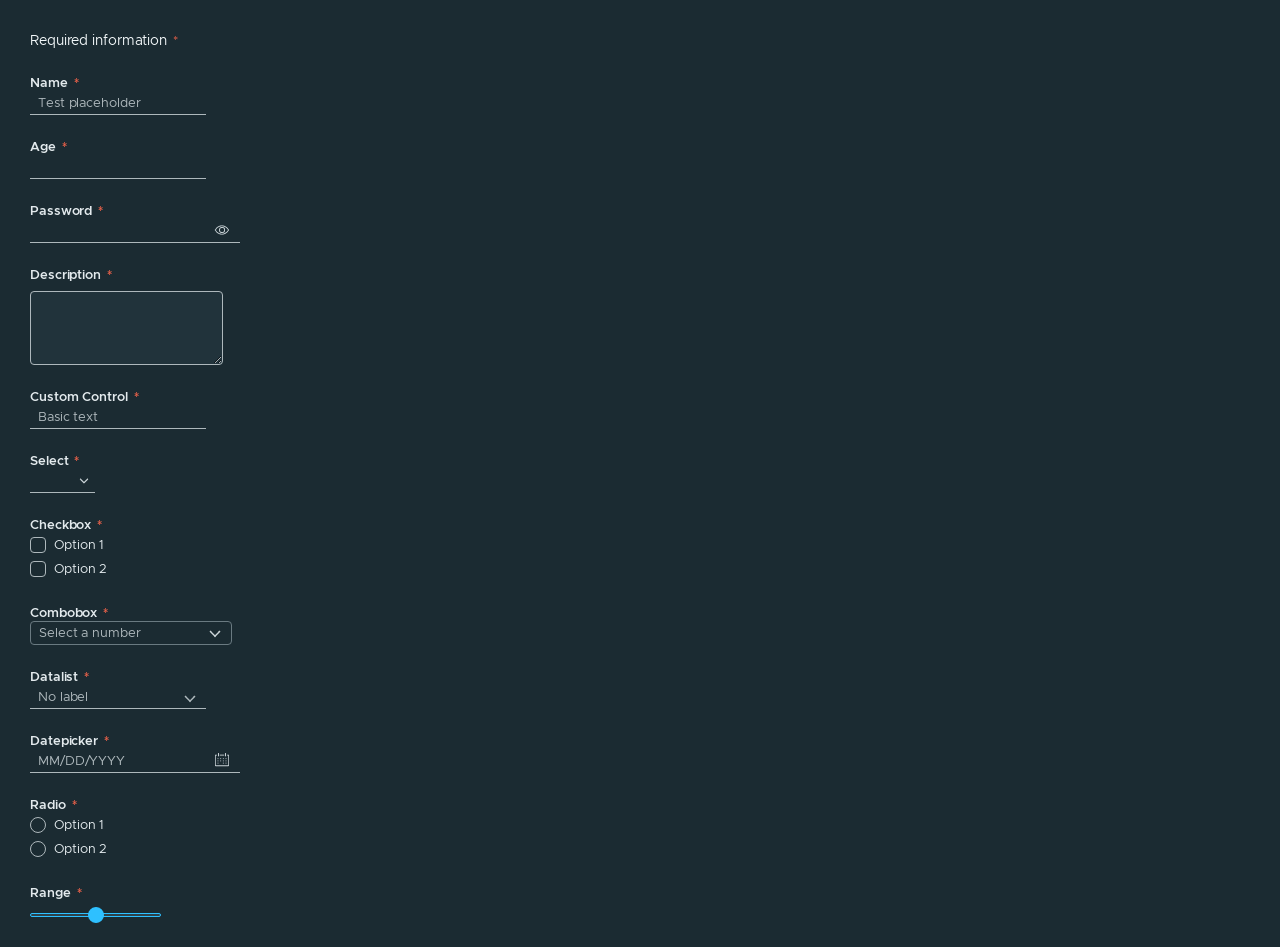 Required information *
Name *
Test placeholder
Age *
Password *
Description *
Custom Control *
Basic text
Select *
Checkbox *
Option 1
Option 2
Combobox *
Select a number
Datalist *
No label
Datepicker *
MM/DD/YYYY
Radio *
Option 1
Option 2
Range *